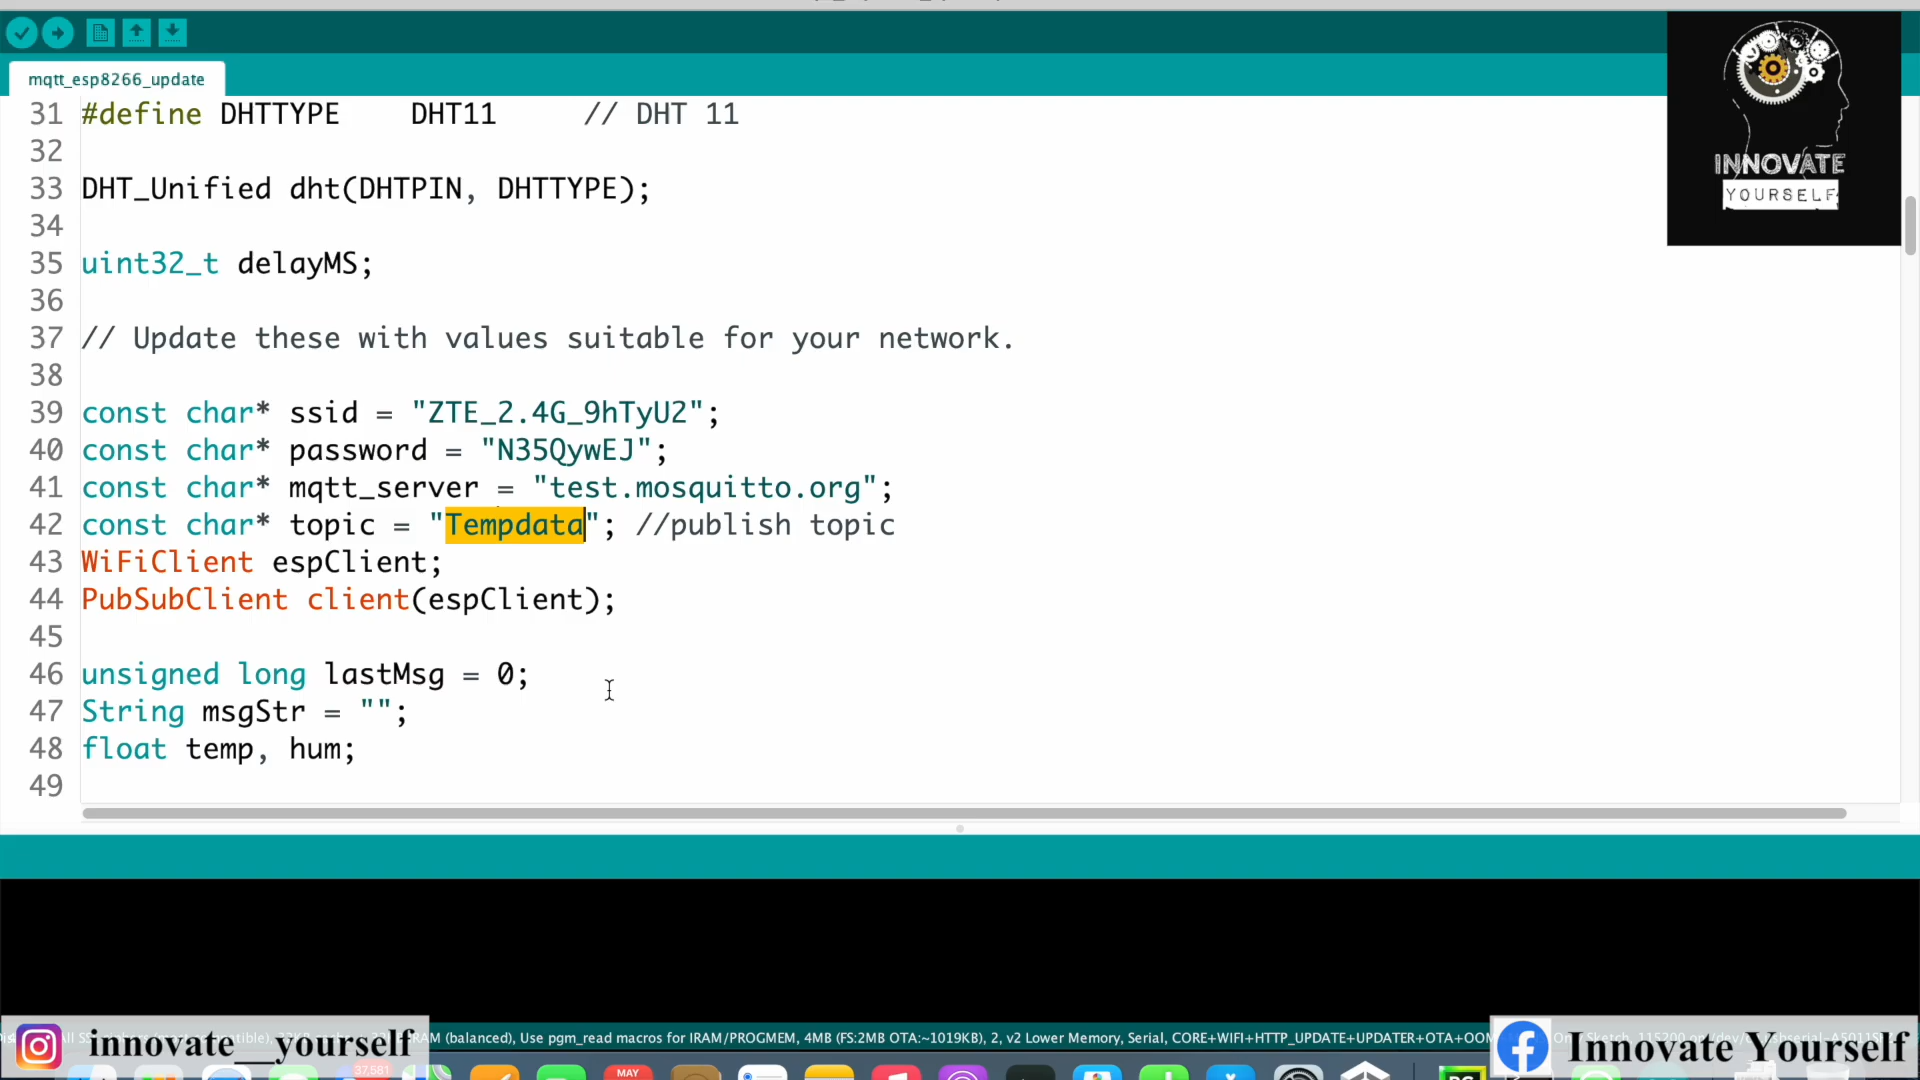 mqtt_esp8266_update
INNOVATE
YOURSELF
31 #define DHTTYPE    DHT11     // DHT 11
32
33 DHT_Unified dht(DHTPIN, DHTTYPE);
34
35 uint32_t delayMS;
36
37 // Update these with values suitable for your network.
38
39 const char* ssid = "ZTE_2.4G_9hTyU2";
40 const char* password = "N35QywEJ";
41 const char* mqtt_server = "test.mosquitto.org";
42 const char* topic = "Tempdata"; //publish topic
43 WiFiClient espClient;
44 PubSubClient client(espClient);
45
46 unsigned long lastMsg = 0;
47 String msgStr = "";
48 float temp, hum;
49
(balanced), Use pgm_read macros for IRAM/PROGMEM, 4MB (FS:2MB OTA:~1019KB), 2, v2 Lower Memory, Serial, CORE+WIFI+HTTP_UPDATE+UPDATER+OTA+OOM
innovate__yourself
Innovate Yourself
37,581
MAY